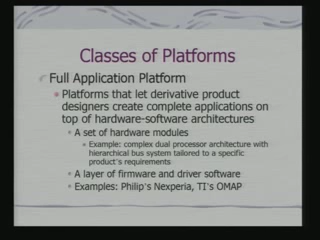 Classes of Platforms
Full Application Platform
Platforms that let derivative product
designers create complete applications on
top of hardware-software architectures
A set of hardware modules
Example: complex dual processor architecture with
hierarchical bus system tailored to a specific
product's requirements
A layer of firmware and driver software
Examples: Philip's Nexperia, TI's OMAP